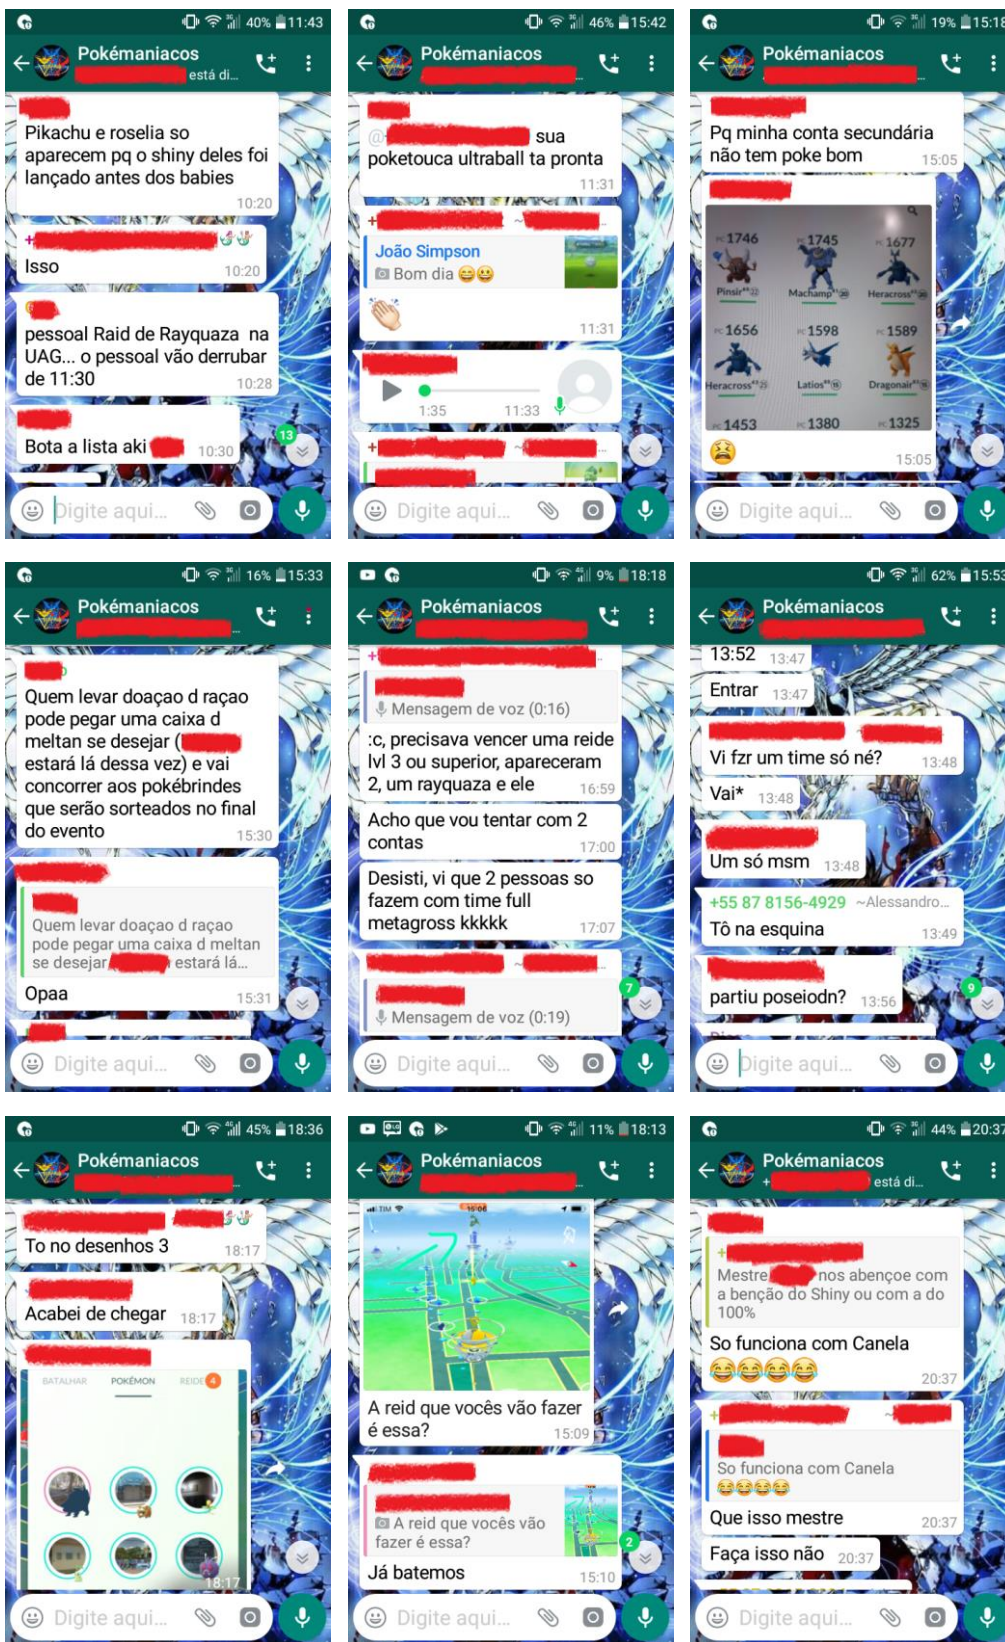 40% 11:43
Pokémaniacos
está di...
Pikachu e roselia so
aparecem pq o shiny deles foi
lançado antes dos babies
10:20
Isso
10:20
pessoal Raid de Rayquaza na
UAG... o pessoal vão derrubar
de 11:30
10:28
Bota a lista aki
10:30
13
Digite aqui...
46% 15:42
Pokémaniacos
@ sua
poketouca ultraball ta pronta
11:31
João Simpson
Bom dia
11:31
1:35 11:33
Digite aqui...
19% 15:18
Pokémaniacos
Pq minha conta secundária
não tem poke bom
15:05
PC 1746 PC 1745 PC 1677
Pinsir Machamp Heracross
PC 1656 PC 1598 PC 1589
Heracross Latios Dragonair
PC 1453 PC 1380 PC 1325
15:05
Digite aqui...
16% 15:33
Pokémaniacos
Quem levar doaçao d raçao
pode pegar uma caixa d
meltan se desejar (
estará lá dessa vez) e vai
concorrer aos pokébrindes
que serão sorteados no final
do evento
15:30
Quem levar doaçao d raçao
pode pegar uma caixa d meltan
se desejar estará lá...
Opaa
15:31
Digite aqui...
9% 18:18
Pokémaniacos
Mensagem de voz (0:16)
:c, precisava vencer uma reide
lvl 3 ou superior, apareceram
2, um rayquaza e ele
16:59
Acho que vou tentar com 2
contas
17:00
Desisti, vi que 2 pessoas so
fazem com time full
metagross kkkkk
17:07
Mensagem de voz (0:19)
7
Digite aqui...
62% 15:53
Pokémaniacos
13:52 13:47
Entrar 13:47
Vi fzr um time só né?
13:48
Vai* 13:48
Um só msm 13:48
+55 87 8156-4929 ~Alessandro...
Tô na esquina
13:49
partiu poseiodn? 13:56
9
Digite aqui...
45% 18:36
Pokémaniacos
To no desenhos 3
18:17
Acabei de chegar 18:17
BATALHAR POKÉMON REIDE 4
18:17
Digite aqui...
11% 18:13
Pokémaniacos
TIM
A reid que vocês vão fazer
é essa?
15:09
A reid que vocês vão
fazer é essa?
Já batemos
15:10
2
Digite aqui...
44% 20:37
Pokémaniacos
+ está di...
Mestre nos abençoe com
a benção do Shiny ou com a do
100%
So funciona com Canela
20:37
So funciona com Canela
Que isso mestre
20:37
Faça isso não 20:37
Digite aqui...